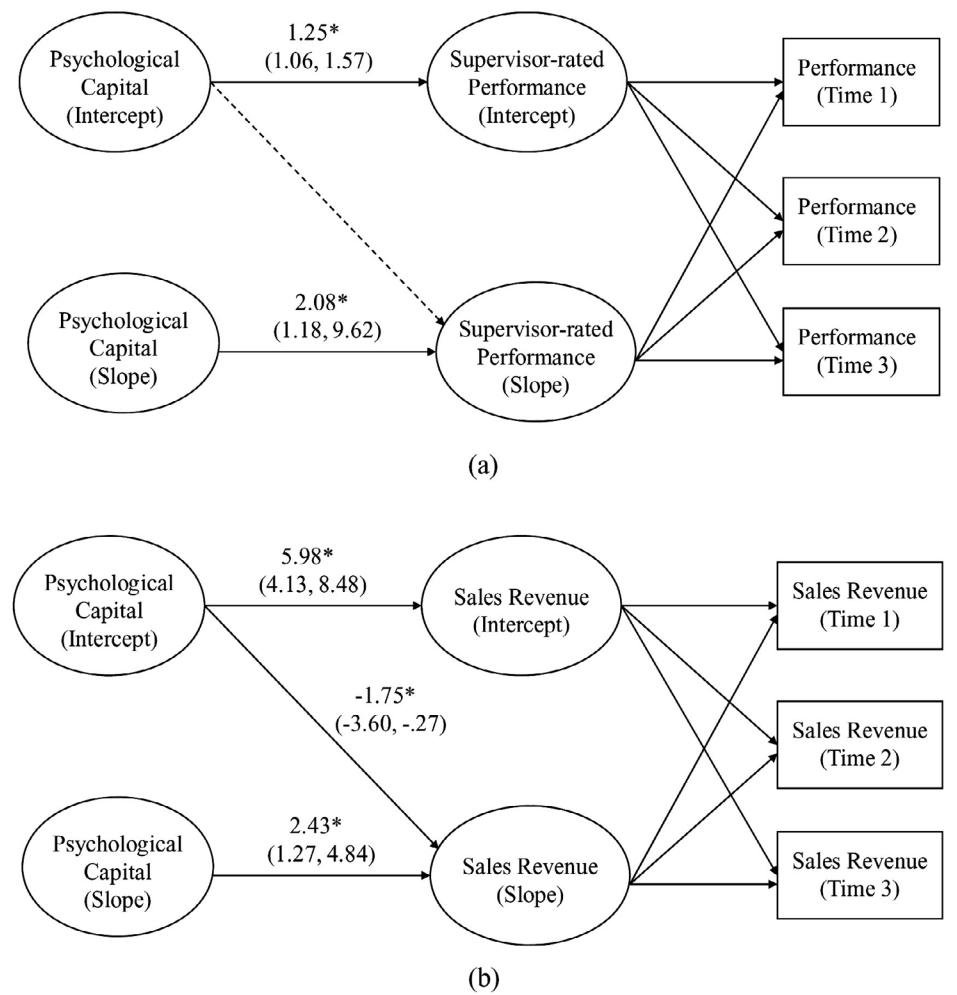 1.25*
(1.06, 1.57)
Psychological
Capital
(Intercept)
Supervisor-rated
Performance
(Intercept)
Performance
(Time 1)
Performance
(Time 2)
2.08*
(1.18, 9.62)
Psychological
Capital
(Slope)
Supervisor-rated
Performance
(Slope)
Performance
(Time 3)
(a)
5.98*
(4.13, 8.48)
Psychological
Capital
(Intercept)
Sales Revenue
(Intercept)
Sales Revenue
(Time 1)
-1.75*
(-3.60, -.27)
Sales Revenue
(Time 2)
2.43*
(1.27, 4.84)
Psychological
Capital
(Slope)
Sales Revenue
(Slope)
Sales Revenue
(Time 3)
(b)